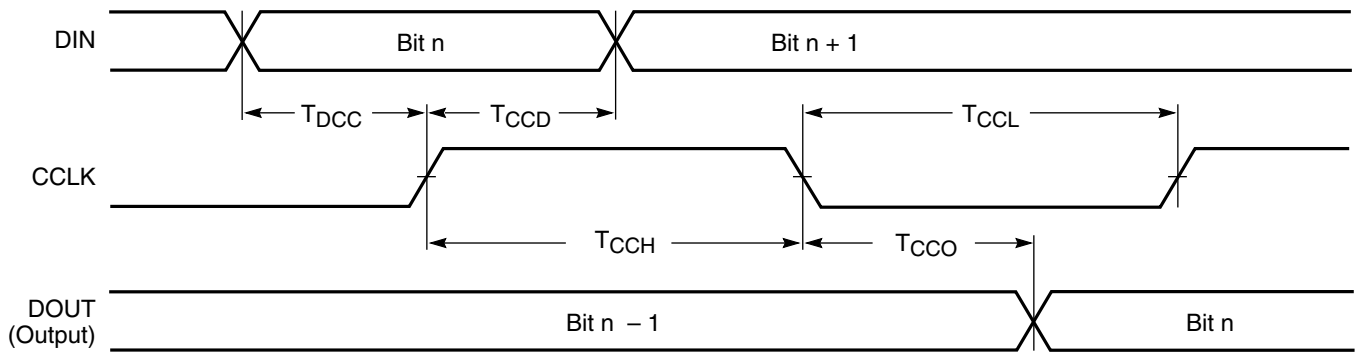 DIN
Bit n
Bit n + 1
TDCC
TCCD
TCCL
CCLK
TCCH
TCCO
DOUT
(Output)
Bit n – 1
Bit n